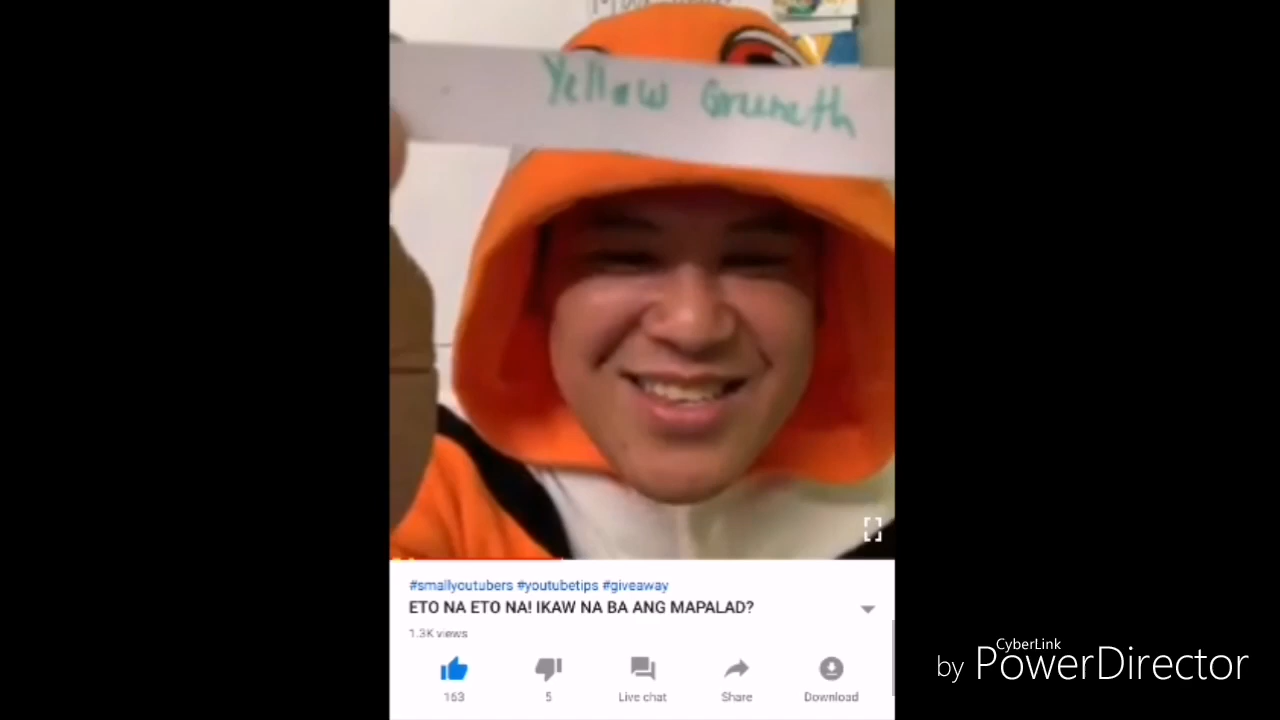 Yellow Gruneth
#smallyoutubers #youtubetips #giveaway
ETO NA ETO NA! IKAW NA BA ANG MAPALAD?
1.3K views
163
5
Live chat
Share
Download
CyberLink
by PowerDirector